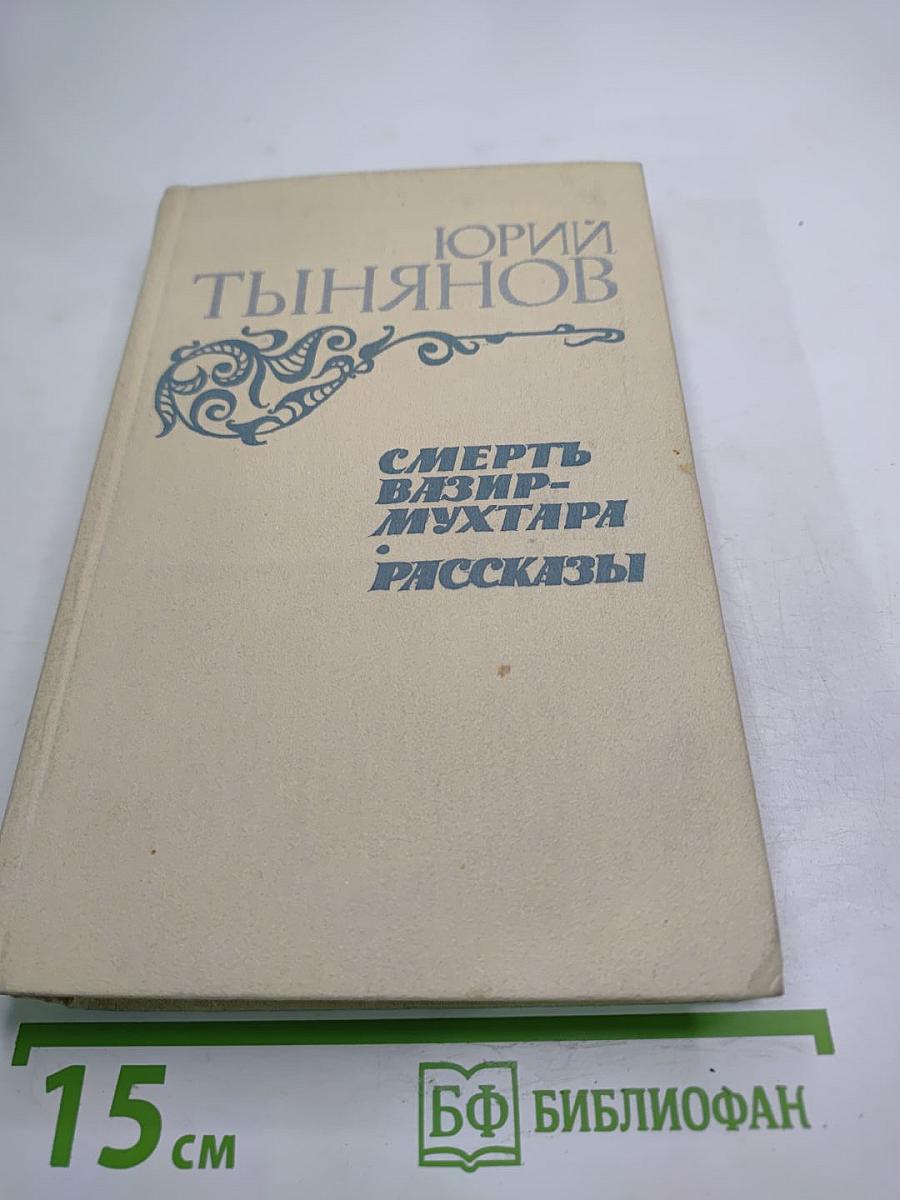 ЮРИЙ
ТЫНЯНОВ
СМЕРТЬ
ВАЗИР-
МУХТАРА
•
РАССКАЗЫ
15 см
БФ БИБЛИОФАН